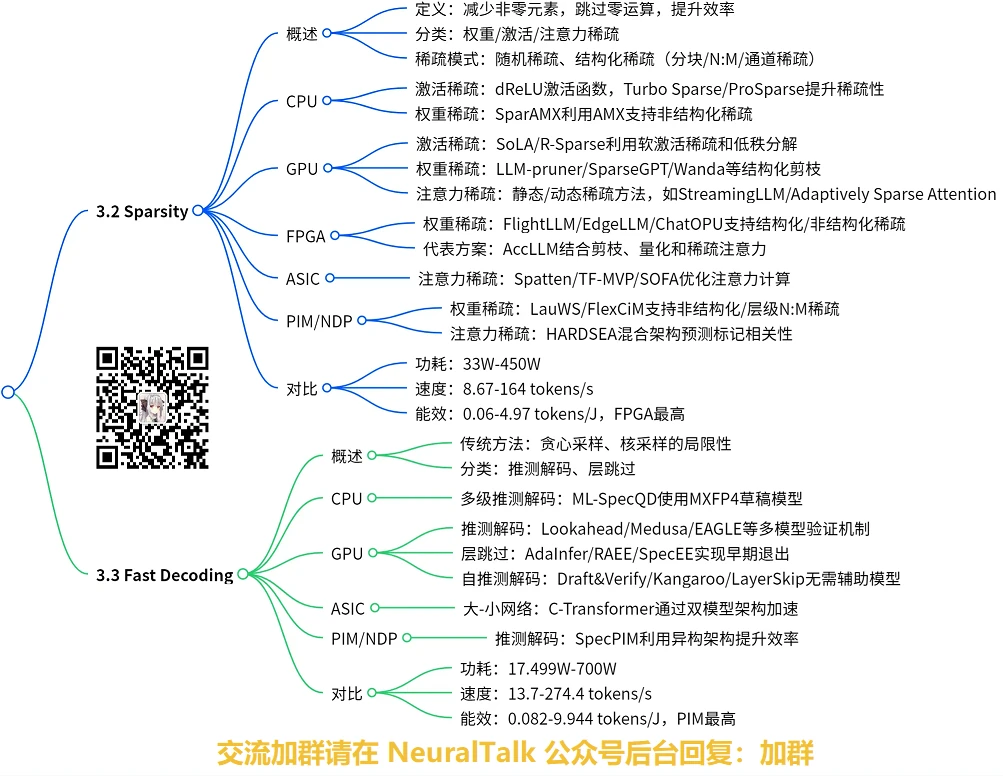 3.2 Sparsity
概述
定义：减少非零元素，跳过零运算，提升效率
分类：权重/激活/注意力稀疏
稀疏模式：随机稀疏、结构化稀疏（分块/N:M/通道稀疏）
CPU
激活稀疏：dReLU激活函数，Turbo Sparse/ProSparse提升稀疏性
权重稀疏：SparAMX利用AMX支持非结构化稀疏
GPU
激活稀疏：SoLA/R-Sparse利用软激活稀疏和低秩分解
权重稀疏：LLM-pruner/SparseGPT/Wanda等结构化剪枝
注意力稀疏：静态/动态稀疏方法，如StreamingLLM/Adaptively Sparse Attention
FPGA
权重稀疏：FlightLLM/EdgeLLM/ChatOPU支持结构化/非结构化稀疏
代表方案：AccLLM结合剪枝、量化和稀疏注意力
ASIC
注意力稀疏：Spatten/TF-MVP/SOFA优化注意力计算
PIM/NDP
权重稀疏：LauWS/FlexCiM支持非结构化/层级N:M稀疏
注意力稀疏：HARDSEA混合架构预测标记相关性
对比
功耗：33W-450W
速度：8.67-164 tokens/s
能效：0.06-4.97 tokens/J，FPGA最高
3.3 Fast Decoding
概述
传统方法：贪心采样、核采样的局限性
分类：推测解码、层跳过
CPU
多级推测解码：ML-SpecQD使用MXFP4草稿模型
GPU
推测解码：Lookahead/Medusa/EAGLE等多模型验证机制
层跳过：AdaInfer/RAEE/SpecEE实现早期退出
自推测解码：Draft&Verify/Kangaroo/LayerSkip无需辅助模型
ASIC
大-小网络：C-Transformer通过双模型架构加速
PIM/NDP
推测解码：SpecPIM利用异构架构提升效率
对比
功耗：17.499W-700W
速度：13.7-274.4 tokens/s
能效：0.082-9.944 tokens/J，PIM最高
交流加群请在 NeuralTalk 公众号后台回复：加群